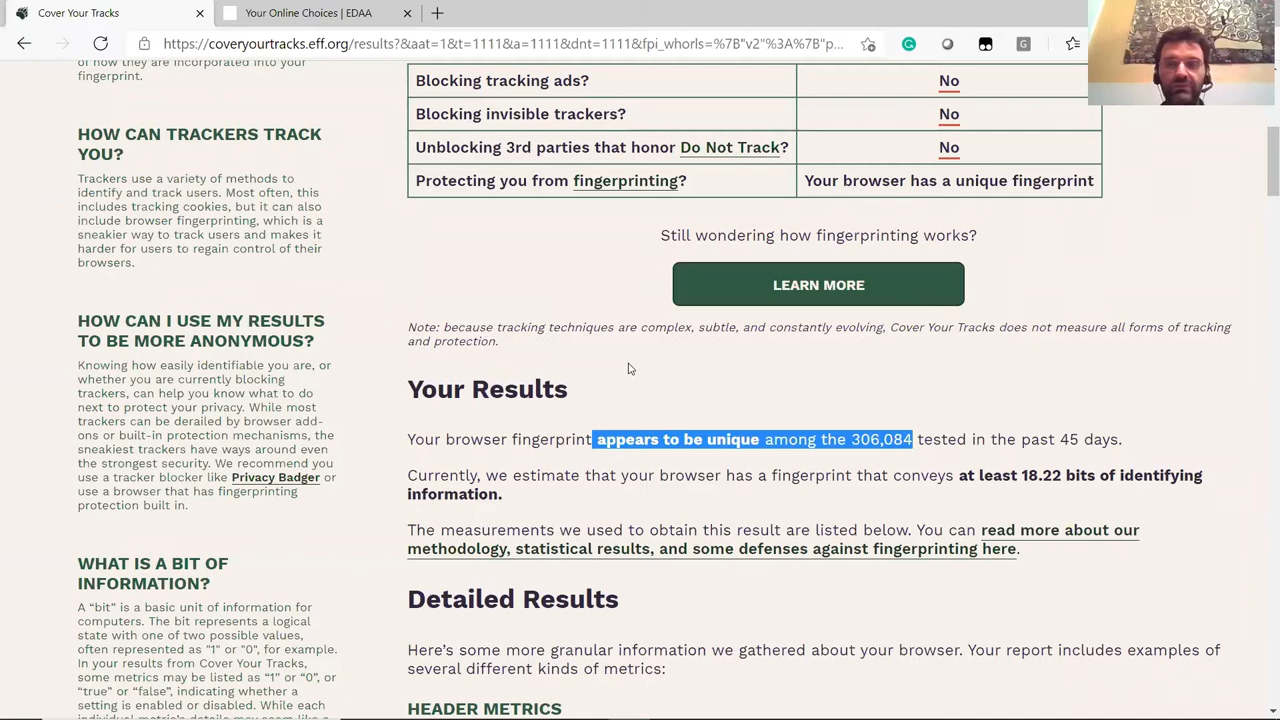 Cover Your Tracks
Your Online Choices | EDAA
https://coveryourtracks.eff.org/results?&aat=1&t=1111&a=1111&dnt=1111&fpi_whorls=%7B"v2"%3A%7B"p...
of how they are incorporated into your
fingerprint.
HOW CAN TRACKERS TRACK
YOU?
Trackers use a variety of methods to
identify and track users. Most often, this
includes tracking cookies, but it can also
include browser fingerprinting, which is a
sneakier way to track users and makes it
harder for users to regain control of their
browsers.
HOW CAN I USE MY RESULTS
TO BE MORE ANONYMOUS?
Knowing how easily identifiable you are, or
whether you are currently blocking
trackers, can help you know what to do
next to protect your privacy. While most
trackers can be derailed by browser add-
ons or built-in protection mechanisms, the
sneakiest trackers have ways around even
the strongest security. We recommend you
use a tracker blocker like Privacy Badger or
use a browser that has fingerprinting
protection built in.
WHAT IS A BIT OF
INFORMATION?
A “bit” is a basic unit of information for
computers. The bit represents a logical
state with one of two possible values,
often represented as "1" or "0", for example.
In your results from Cover Your Tracks,
some metrics may be listed as “1” or “0”, or
“true” or “false”, indicating whether a
setting is enabled or disabled. While each
individual metric's details may seem like a
Blocking tracking ads? No
Blocking invisible trackers? No
Unblocking 3rd parties that honor Do Not Track? No
Protecting you from fingerprinting? Your browser has a unique fingerprint
Still wondering how fingerprinting works?
LEARN MORE
Note: because tracking techniques are complex, subtle, and constantly evolving, Cover Your Tracks does not measure all forms of tracking
and protection.
Your Results
Your browser fingerprint appears to be unique among the 306,084 tested in the past 45 days.
Currently, we estimate that your browser has a fingerprint that conveys at least 18.22 bits of identifying
information.
The measurements we used to obtain this result are listed below. You can read more about our
methodology, statistical results, and some defenses against fingerprinting here.
Detailed Results
Here’s some more granular information we gathered about your browser. Your report includes examples of
several different kinds of metrics:
HEADER METRICS